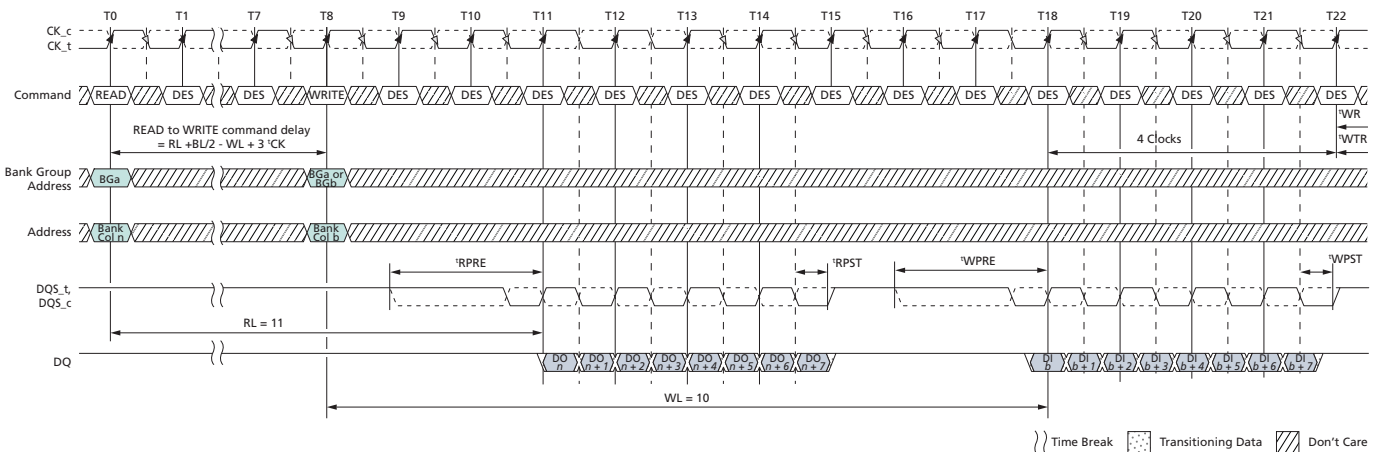 T0 T1 T7 T8 T9 T10 T11 T12 T13 T14 T15 T16 T17 T18 T19 T20 T21 T22
CK_c
CK_t
Command READ DES DES WRITE DES DES DES DES DES DES DES DES DES DES DES DES DES DES
READ to WRITE command delay
= RL +BL/2 - WL + 3 tCK
4 Clocks
tWR
tWTR
Bank Group
Address
BGa
BGa or
BGb
Address
Bank
Col n
Bank
Col b
tRPRE
tRPST
tWPRE
tWPST
DQS_t,
DQS_c
RL = 11
DQ
DO
n
DO
n + 1
DO
n + 2
DO
n + 3
DO
n + 4
DO
n + 5
DO
n + 6
DO
n + 7
DI
b
DI
b + 1
DI
b + 2
DI
b + 3
DI
b + 4
DI
b + 5
DI
b + 6
DI
b + 7
WL = 10
Time Break Transitioning Data Don't Care